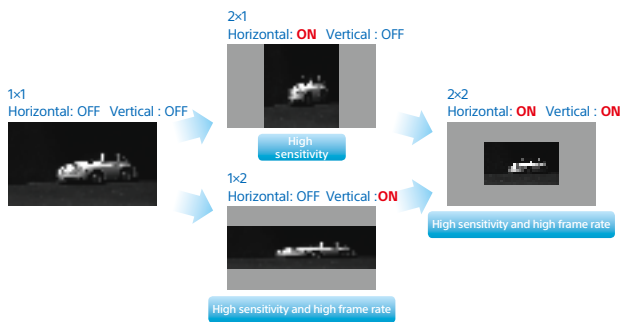 2×1
Horizontal: ON Vertical : OFF
1×1
Horizontal: OFF Vertical : OFF
High
sensitivity
2×2
Horizontal: ON Vertical : ON
1×2
Horizontal: OFF Vertical :ON
High sensitivity and high frame rate
High sensitivity and high frame rate